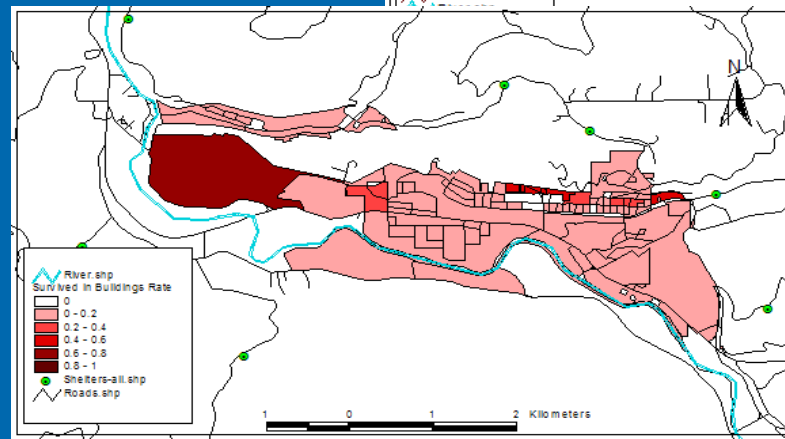 N
River.shp
Survived In Buildings Rate
0
0 - 0.2
0.2 - 0.4
0.4 - 0.6
0.6 - 0.8
0.8 - 1
Shelters-all.shp
Roads.shp
1 0 1 2 Kilometers